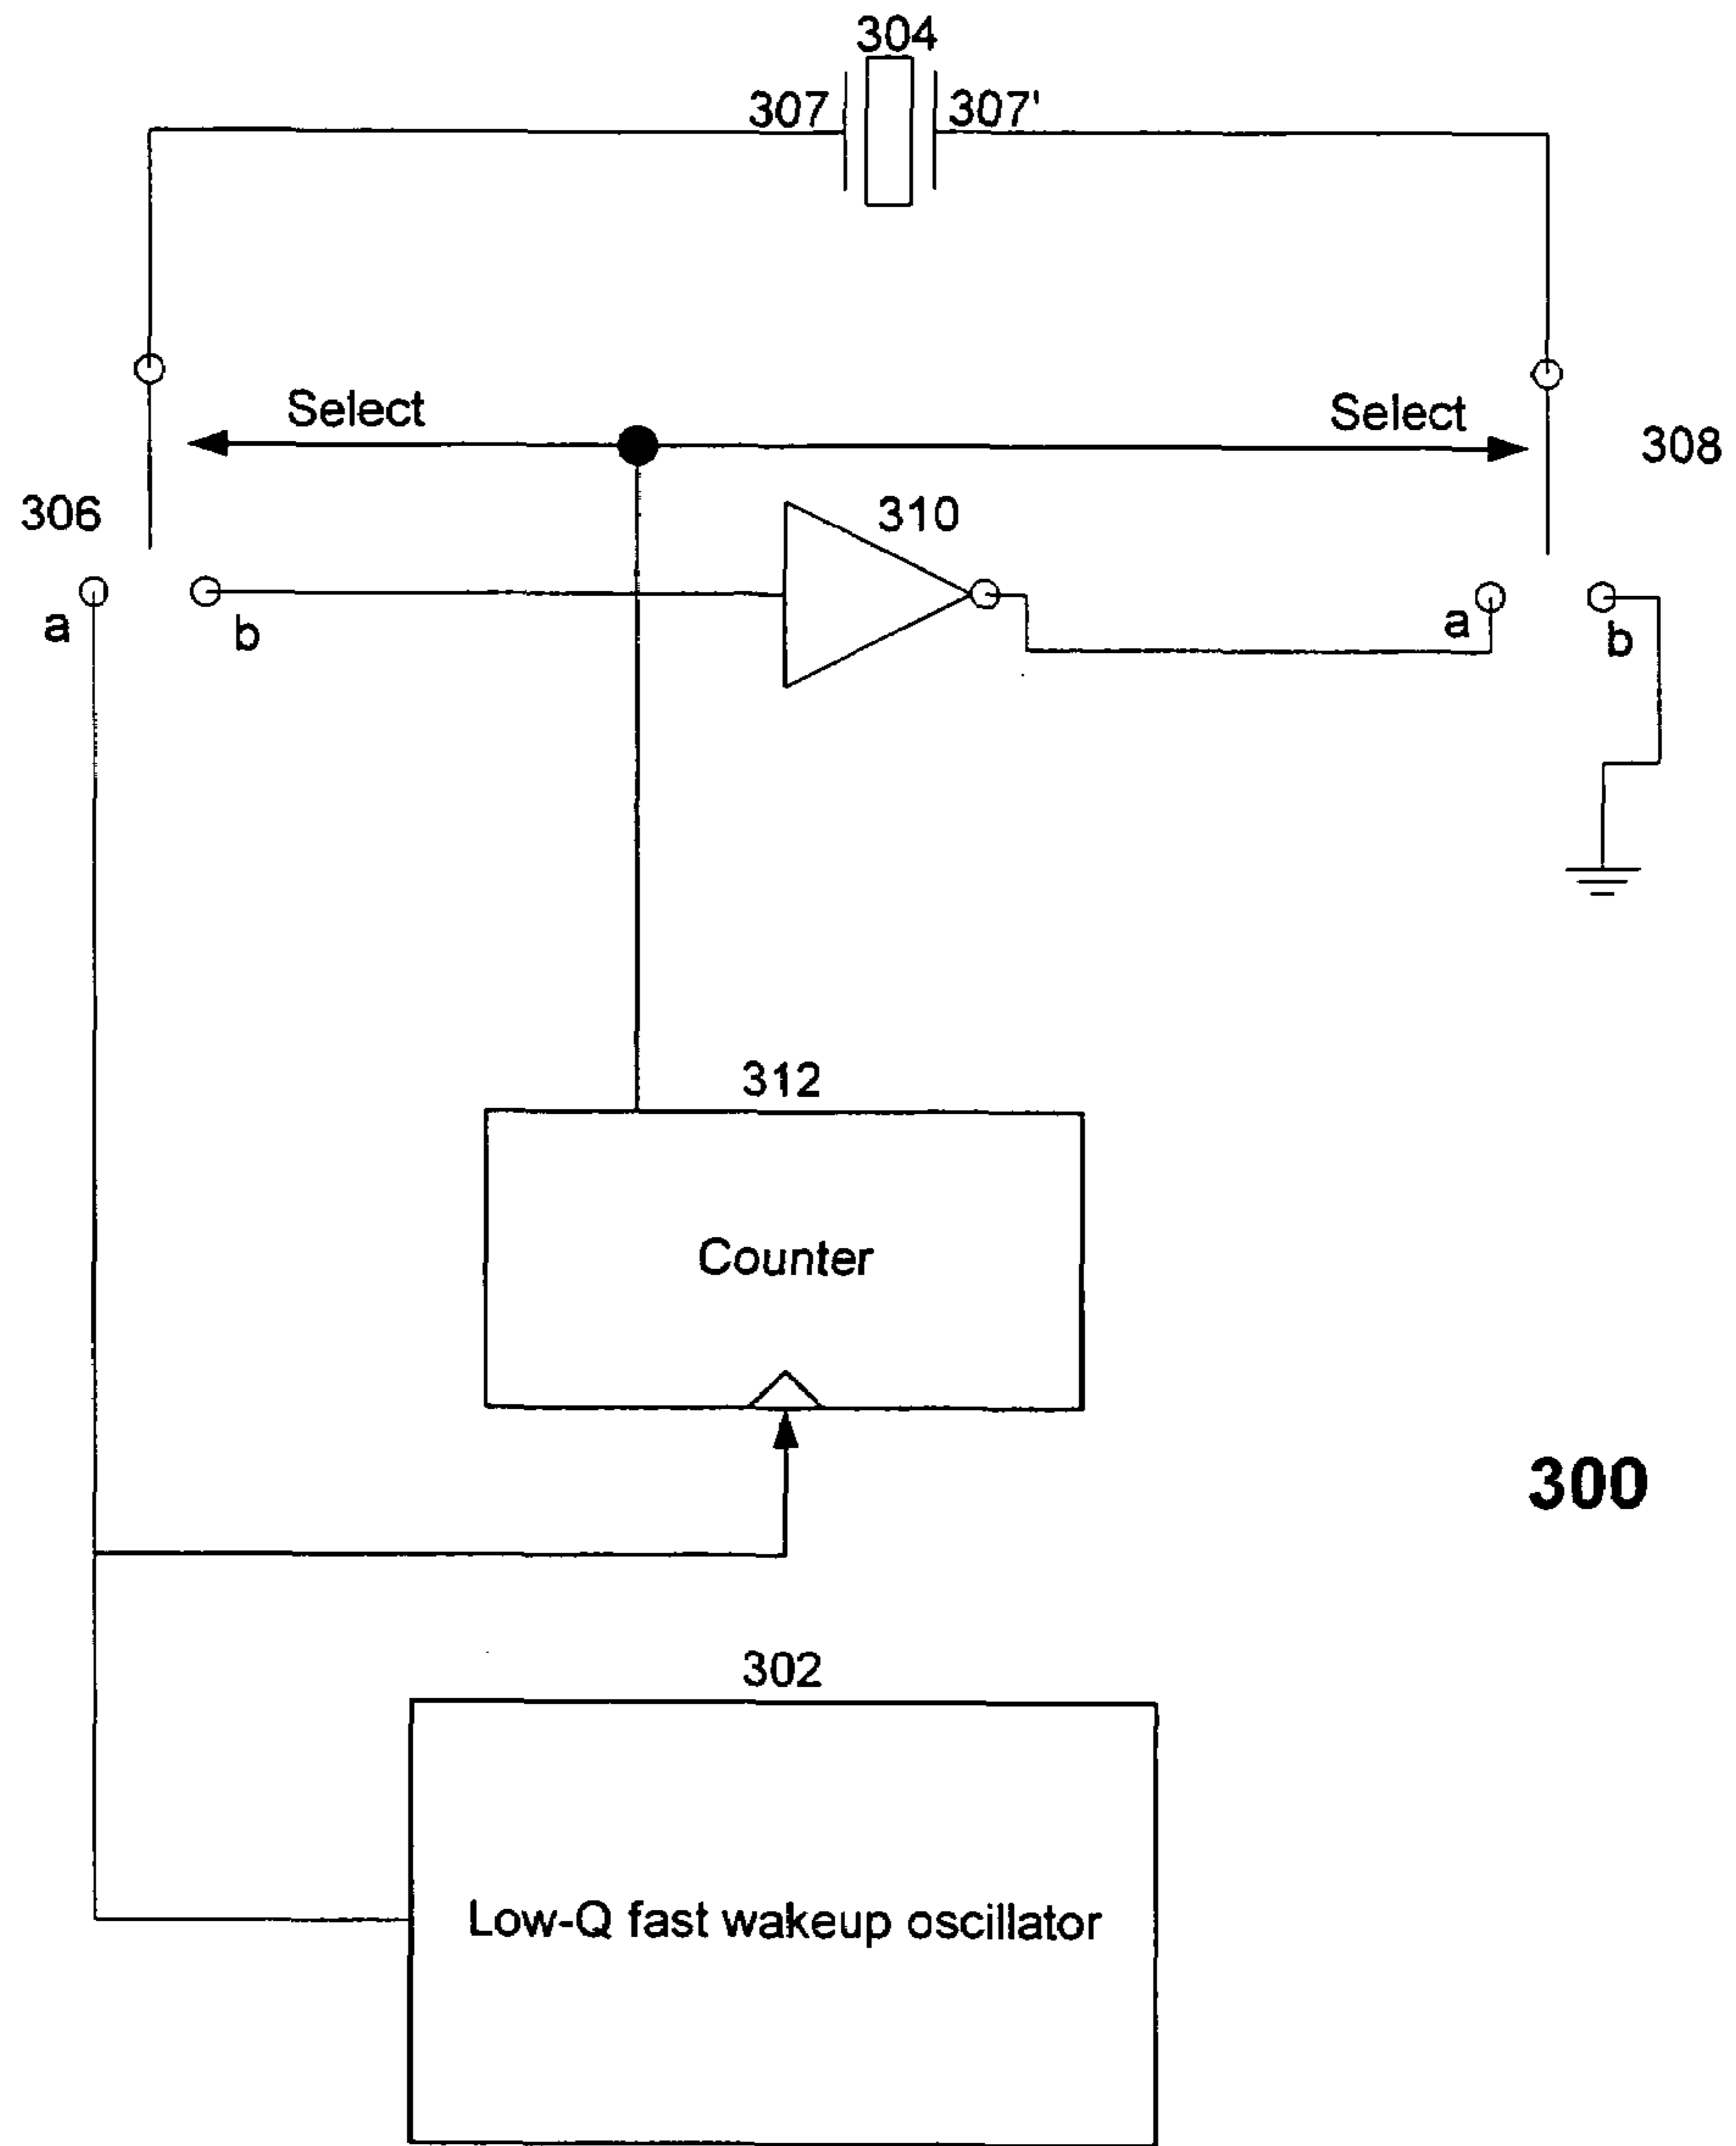 304
307
307'
Select
Select
308
306
310
a
b
a
b
312
Counter
300
302
Low-Q fast wakeup oscillator